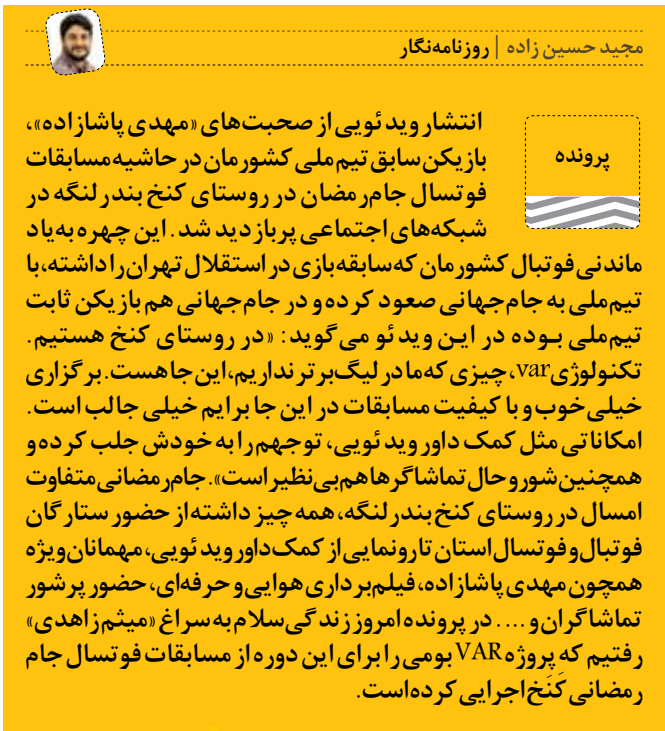 مجید حسین زاده | روزنامه‌نگار
پرونده
انتشار ویدئویی از صحبت‌های «مهدی پاشازاده»،
بازیکن سابق تیم ملی کشورمان در حاشیه مسابقات
فوتسال جام رمضان در روستای کنخ بندر لنگه در
شبکه‌های اجتماعی پربازدید شد. این چهره به یاد
ماندنی فوتبال کشورمان که سابقه بازی در استقلال تهران را داشته، با
تیم ملی به جام جهانی صعود کرده و در جام جهانی هم بازیکن ثابت
تیم ملی بوده در این ویدئو می گوید: «در روستای کنخ هستیم.
تکنولوژی var، چیزی که ما در لیگ برتر نداریم، این جا هست. برگزاری
خیلی خوب و با کیفیت مسابقات در این جا برایم خیلی جالب است.
امکاناتی مثل کمک داور ویدئویی، توجهم را به خودش جلب کرده و
همچنین شور و حال تماشاگرها هم بی نظیر است». جام رمضانی متفاوت
امسال در روستای کنخ بندر لنگه، همه چیز داشته از حضور ستارگان
فوتبال و فوتسال استان تا رونمایی از کمک داور ویدئویی، مهمانان ویژه
همچون مهدی پاشازاده، فیلم برداری هوایی و حرفه‌ای، حضور پرشور
تماشاگران و .... در پرونده امروز زندگی سلام به سراغ «میثم زاهدی»
رفتیم که پروژه VAR بومی را برای این دوره از مسابقات فوتسال جام
رمضانی کَنَخ اجرایی کرده است.